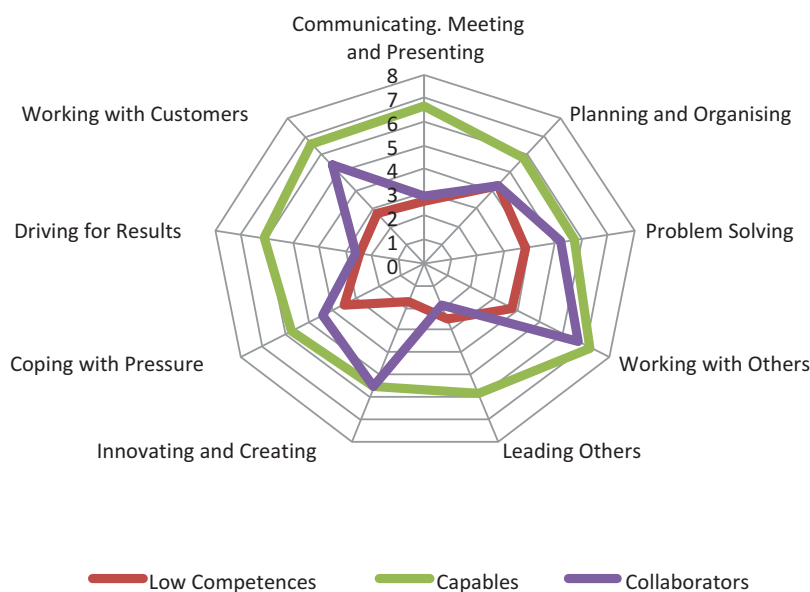 Communicating. Meeting
and Presenting
8
7
6
5
4
3
2
1
0
Planning and Organising
Problem Solving
Working with Others
Leading Others
Innovating and Creating
Coping with Pressure
Driving for Results
Working with Customers
Low Competences
Capables
Collaborators